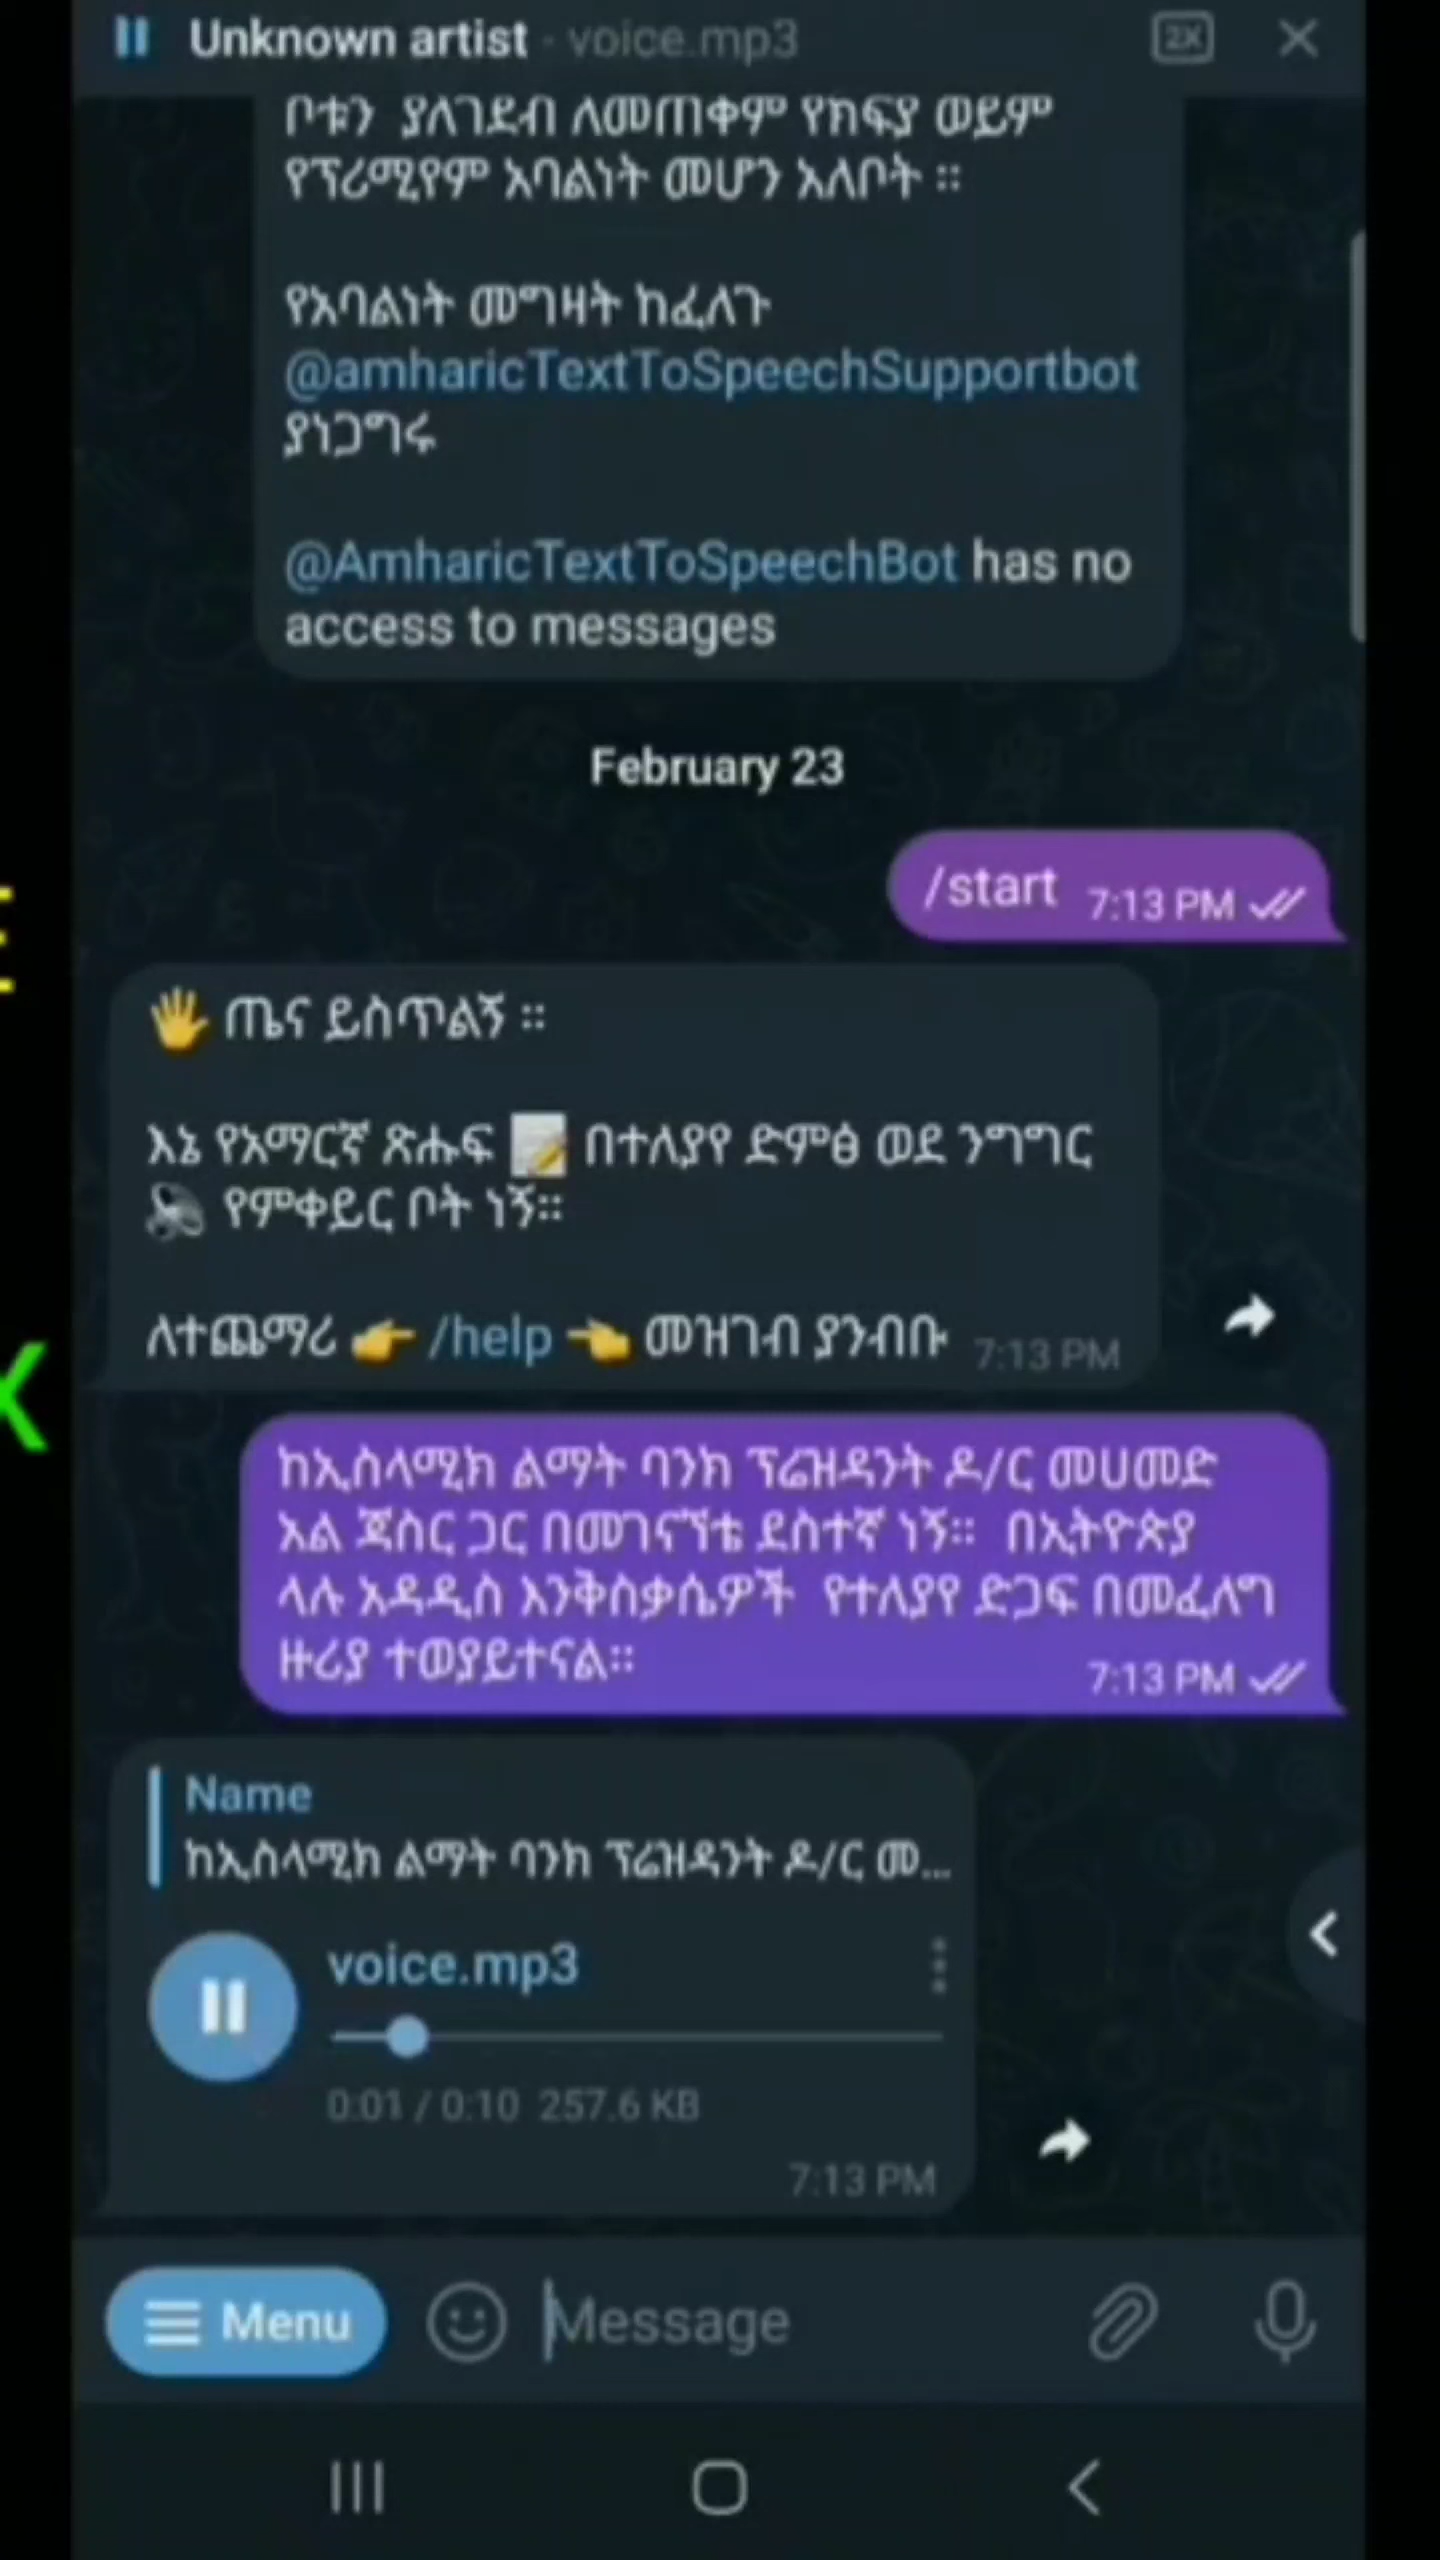 Unknown artist - voice.mp3
2X
ቦቱን ያለገደብ ለመጠቀም የክፍያ ወይም
የፕሪሚየም አባልነት መሆን አለቦት ።
የአባልነት መግዛት ከፈለጉ
@amharicTextToSpeechSupportbot
ያነጋግሩ
@AmharicTextToSpeechBot has no
access to messages
February 23
/start 7:13 PM
🖐 ጤና ይስጥልኝ ።
እኔ የአማርኛ ጽሑፍ 📝 በተለያየ ድምፅ ወደ ንግግር
🔊 የምቀይር ቦት ነኝ።
ለተጨማሪ 👉 /help 👈 መዝገብ ያንብቡ 7:13 PM
ከኢስላሚክ ልማት ባንክ ፕሬዝዳንት ዶ/ር መሀመድ
አል ጃስር ጋር በመገናኘቴ ደስተኛ ነኝ። በኢትዮጵያ
ላሉ አዳዲስ እንቅስቃሴዎች የተለያየ ድጋፍ በመፈለግ
ዙሪያ ተወያይተናል።
7:13 PM
Name
ከኢስላሚክ ልማት ባንክ ፕሬዝዳንት ዶ/ር መ...
voice.mp3
0:01 / 0:10 257.6 KB
7:13 PM
Menu
Message